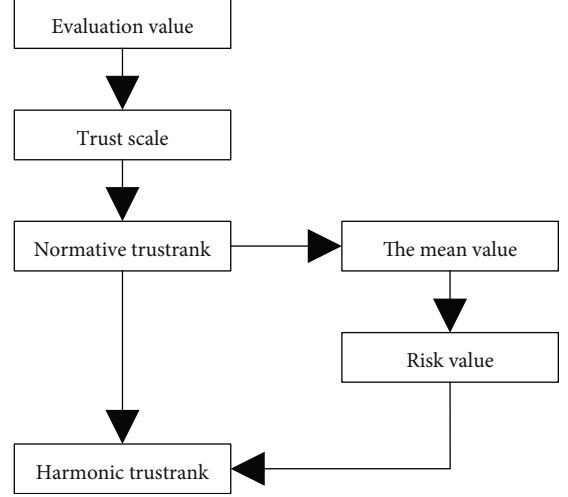 Evaluation value
Trust scale
Normative trustrank
The mean value
Risk value
Harmonic trustrank